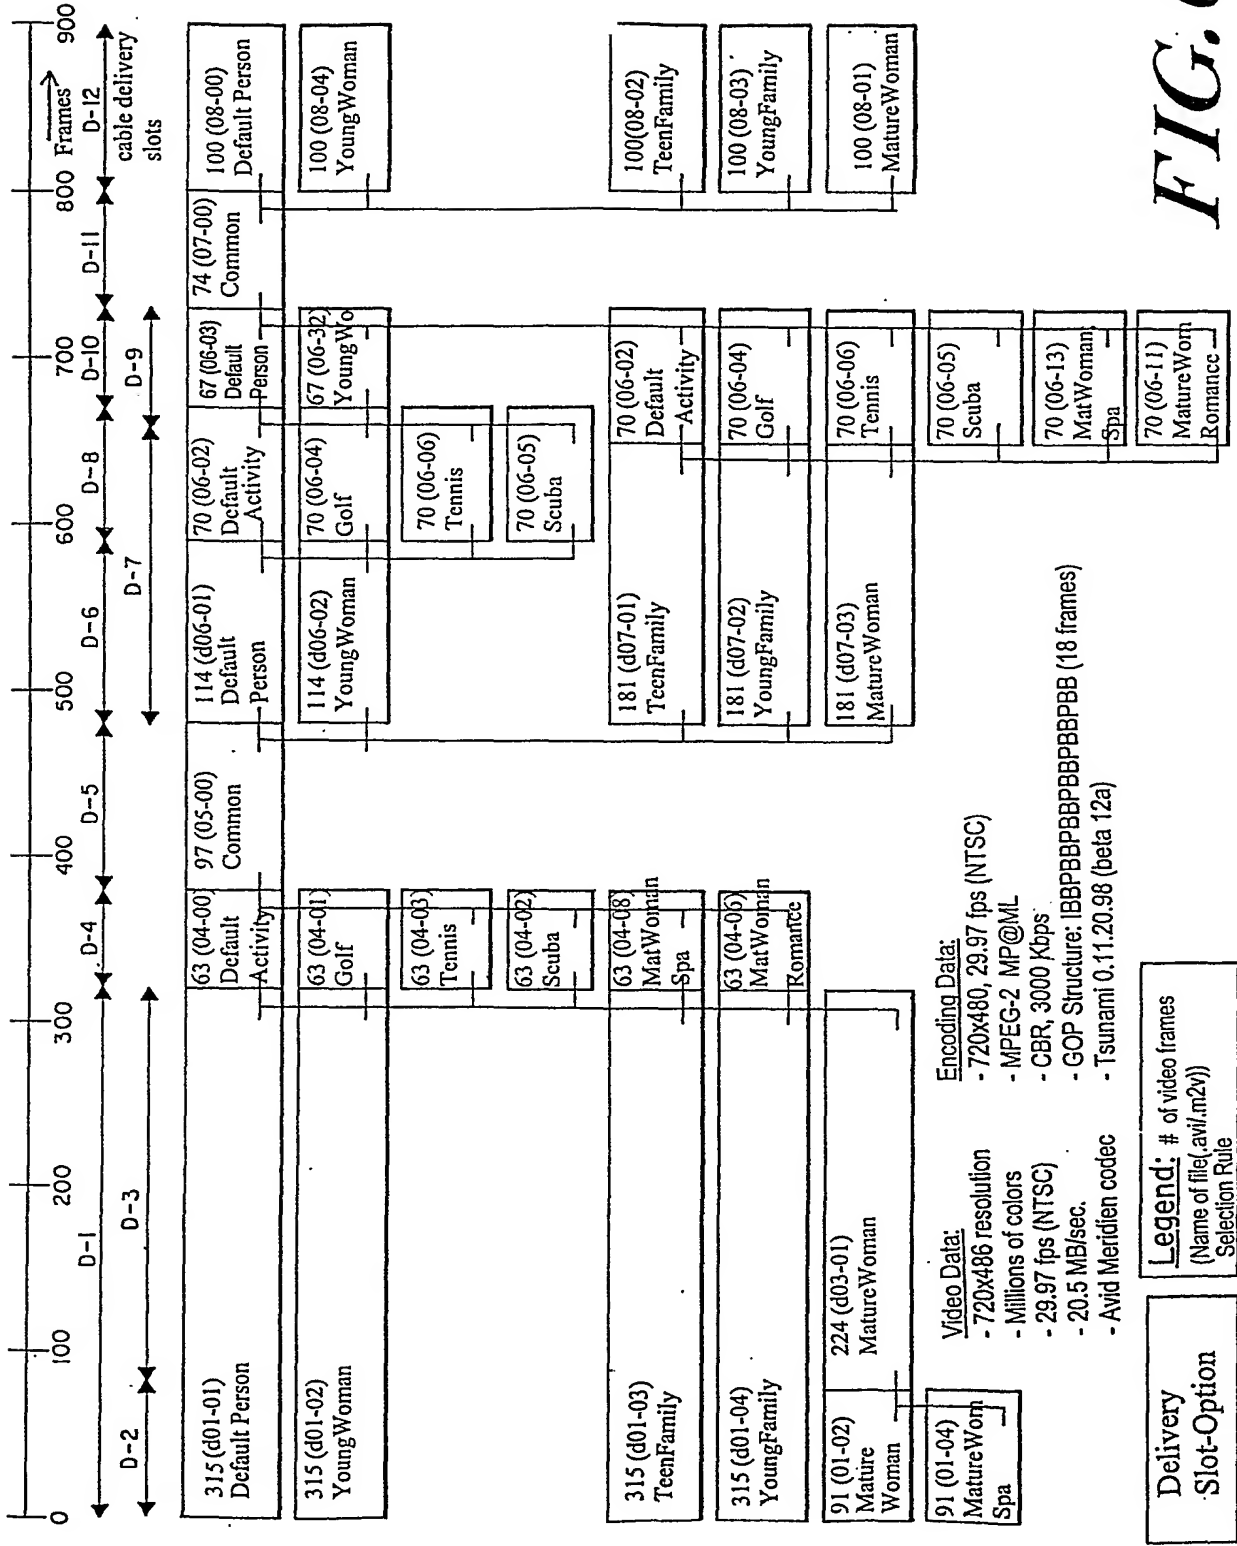 0 100 200 300 400 500 600 700 800 900
Frames
D-1 D-4 D-5 D-6 D-8 D-10 D-11 D-12
D-2 D-3 D-7 D-9
cable delivery
slots
315 (d01-01)
Default Person
63 (04-00)
Default
Activity
97 (05-00)
Common
114 (d06-01)
Default
Person
70 (06-02)
Default
Activity
67 (06-03)
Default
Person
74 (07-00)
Common
100 (08-00)
Default Person
315 (d01-02)
YoungWoman
63 (04-01)
Golf
114 (d06-02)
YoungWoman
70 (06-04)
Golf
67 (06-32)
YoungWo
100 (08-04)
YoungWoman
63 (04-03)
Tennis
70 (06-06)
Tennis
63 (04-02)
Scuba
70 (06-05)
Scuba
315 (d01-03)
TeenFamily
63 (04-08)
MatWoman
Spa
181 (d07-01)
TeenFamily
70 (06-02)
Default
Activity
100(08-02)
TeenFamily
315 (d01-04)
YoungFamily
63 (04-06)
MatWoman
Romance
181 (d07-02)
YoungFamily
70 (06-04)
Golf
100 (08-03)
YoungFamily
91 (01-02)
Mature
Woman
224 (d03-01)
MatureWoman
181 (d07-03)
MatureWoman
70 (06-06)
Tennis
100 (08-01)
MatureWoman
91 (01-04)
MatureWom
Spa
70 (06-05)
Scuba
70 (06-13)
MatWoman
Spa
70 (06-11)
MatureWom
Romance
Video Data:
- 720x486 resolution
- Millions of colors
- 29.97 fps (NTSC)
- 20.5 MB/sec.
- Avid Meridien codec
Encoding Data:
- 720x480, 29.97 fps (NTSC)
- MPEG-2 MP@ML
- CBR, 3000 Kbps
- GOP Structure: IBBPBBPBBPBBPBBPBB (18 frames)
- Tsunami 0.11.20.98 (beta 12a)
Delivery
Slot-Option
Legend: # of video frames
(Name of file(.avi/.m2v))
Selection Rule
FIG.